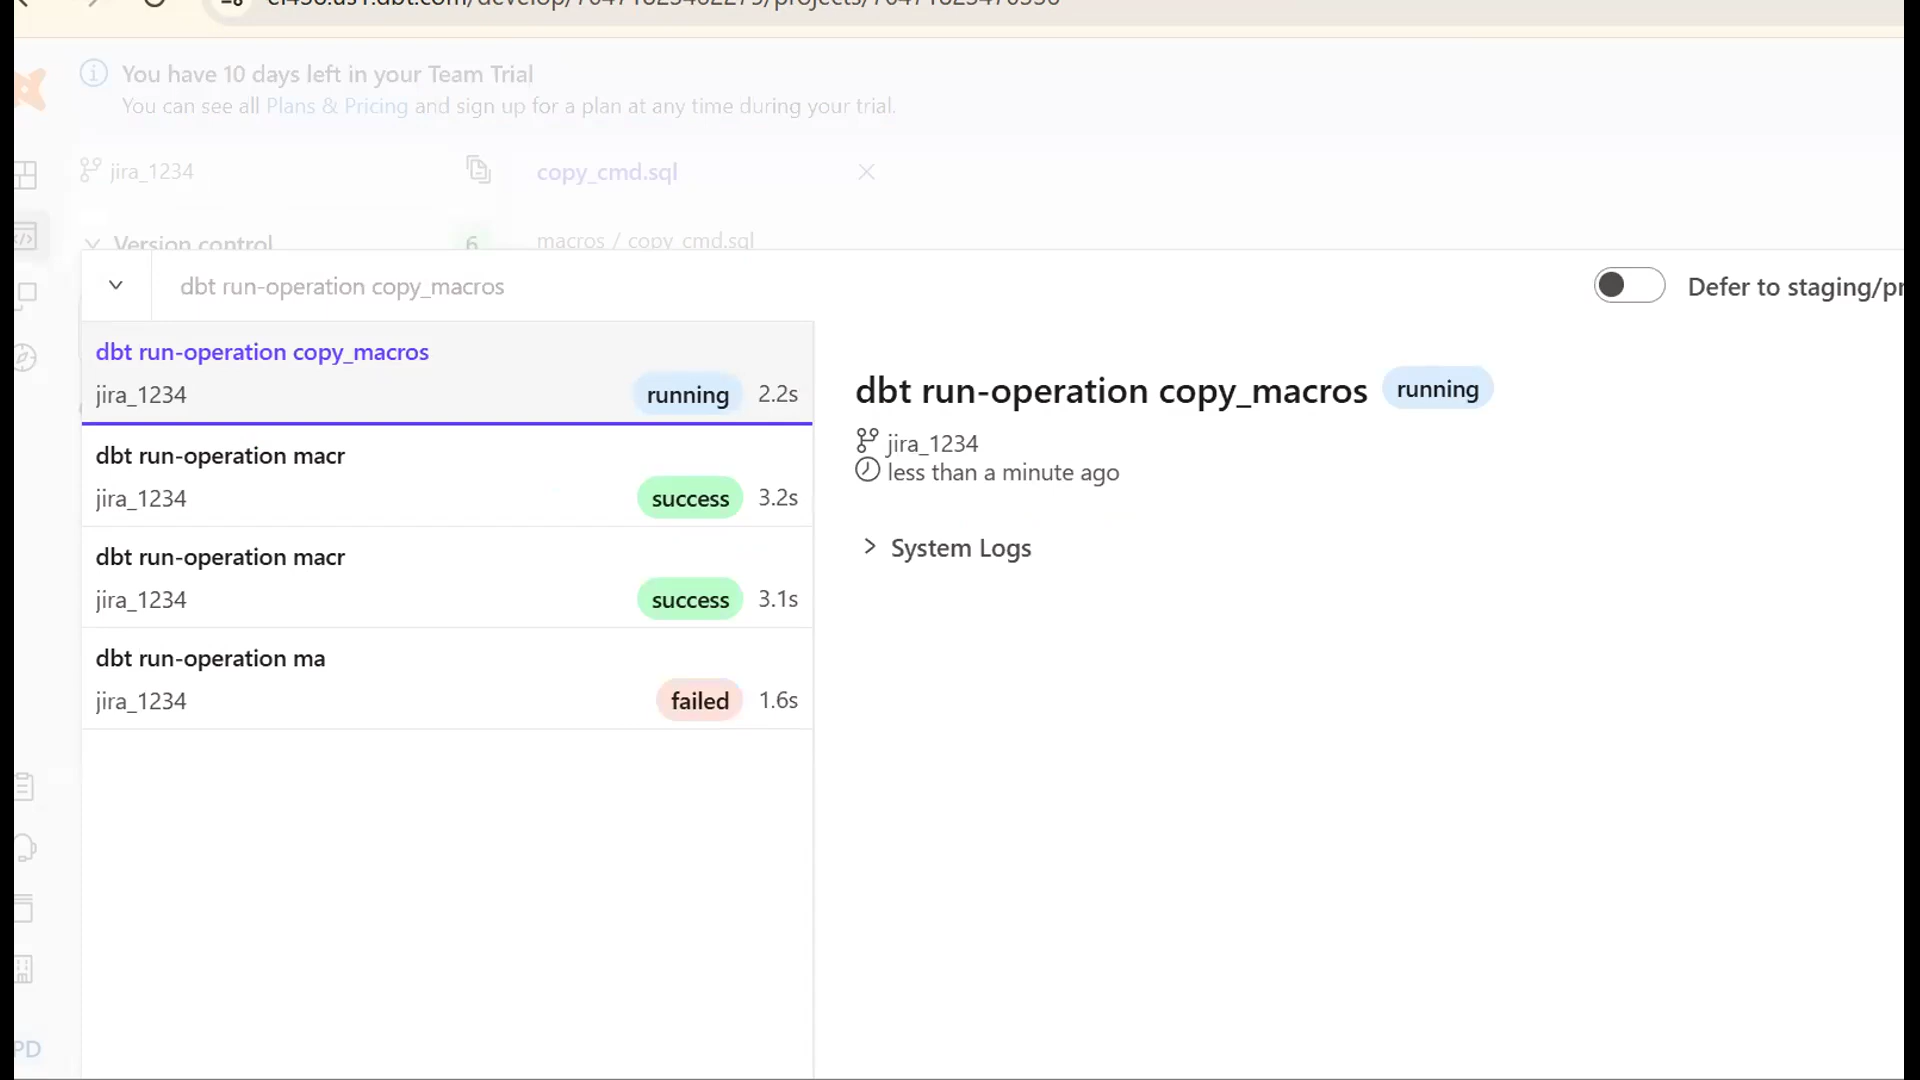 You have 10 days left in your Team Trial
You can see all Plans & Pricing and sign up for a plan at any time during your trial.
jira_1234
copy_cmd.sql
Version control
6
macros / copy_cmd.sql
dbt run-operation copy_macros
Defer to staging/pr
dbt run-operation copy_macros
jira_1234
running
2.2s
dbt run-operation macr
jira_1234
success
3.2s
dbt run-operation macr
jira_1234
success
3.1s
dbt run-operation ma
jira_1234
failed
1.6s
dbt run-operation copy_macros
running
jira_1234
less than a minute ago
System Logs
PD